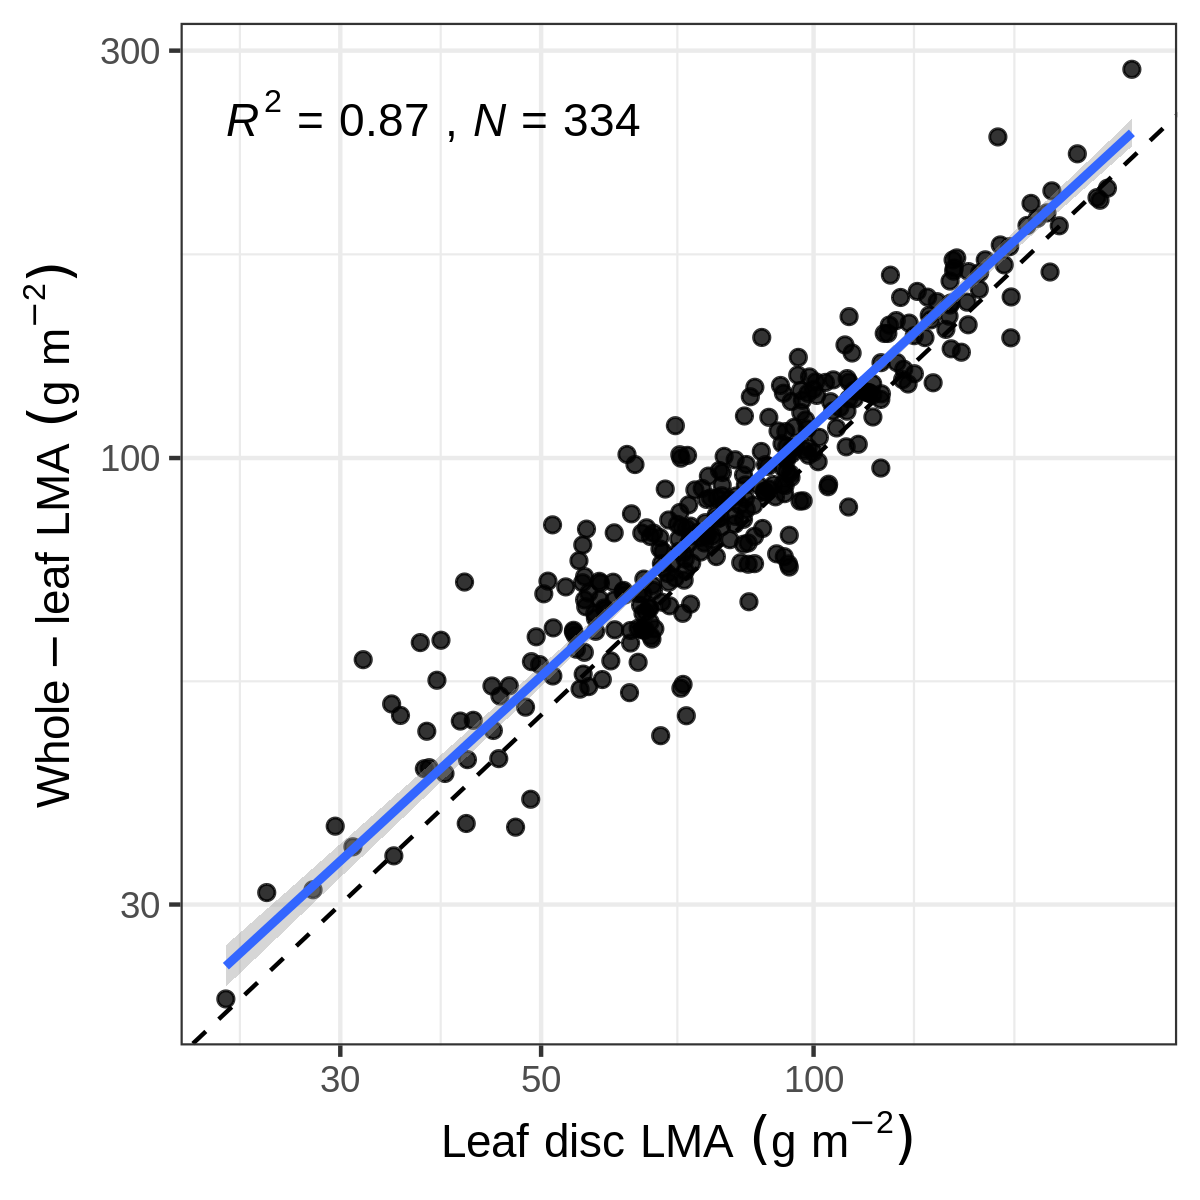 300
R² = 0.87 , N = 334
100
30
Whole − leaf LMA (g m⁻²)
30 50 100
Leaf disc LMA (g m⁻²)